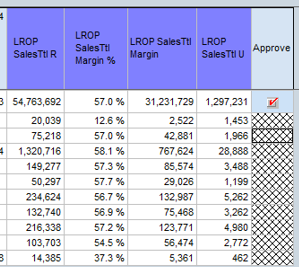 4 LROP SalesTtl R LROP SalesTtl Margin % LROP SalesTtl Margin LROP SalesTtl U Approve
3 54,763,692 57.0 % 31,231,729 1,297,231
20,039 12.6 % 2,522 1,453
75,218 57.0 % 42,881 1,966
4 1,320,716 58.1 % 767,624 28,888
149,277 57.3 % 85,574 3,488
50,297 57.7 % 29,026 1,199
234,624 56.7 % 132,987 5,262
132,740 56.9 % 75,468 3,262
216,338 57.2 % 123,771 4,980
103,703 54.5 % 56,474 2,772
8 14,385 37.3 % 5,361 462